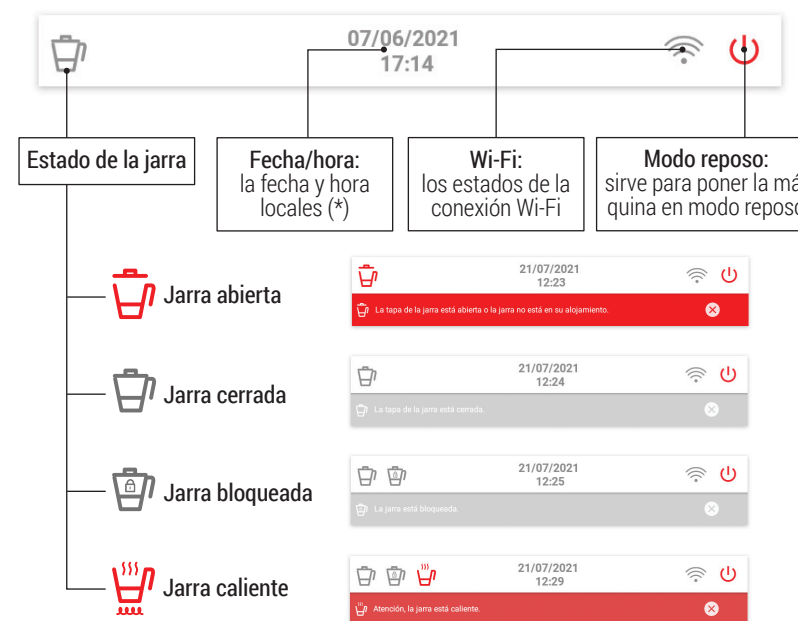 07/06/2021
17:14
Estado de la jarra
Fecha/hora:
la fecha y hora
locales (*)
Wi-Fi:
los estados de la
conexión Wi-Fi
Modo reposo:
sirve para poner la má
quina en modo reposo
Jarra abierta
21/07/2021
12:23
La tapa de la jarra está abierta o la jarra no está en su alojamiento.
Jarra cerrada
21/07/2021
12:24
La tapa de la jarra está cerrada.
Jarra bloqueada
21/07/2021
12:25
La jarra está bloqueada.
Jarra caliente
21/07/2021
12:29
Atención, la jarra está caliente.